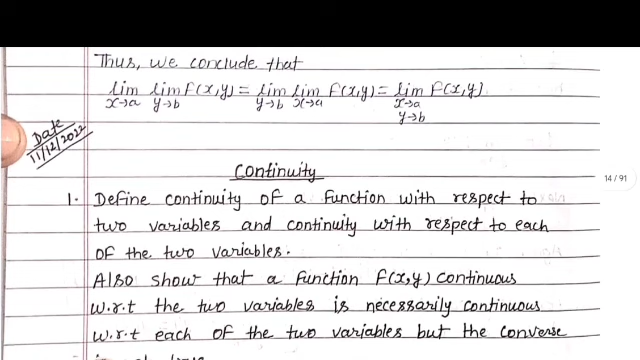 Thus, we conclude that
lim x→a lim y→b f(x,y) = lim y→b lim x→a f(x,y) = lim x→a y→b f(x,y)
Date
11/12/2022
14 / 91
Continuity
1. Define continuity of a function with respect to
two variables and continuity with respect to each
of the two variables.
Also show that a function f(x,y) continuous
w.r.t the two variables is necessarily continuous
w.r.t each of the two variables but the converse